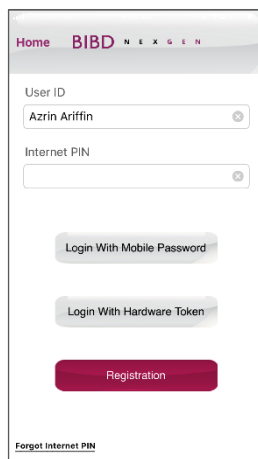 Home BIBD NEXGEN
User ID
Azrin Ariffin
Internet PIN
Login With Mobile Password
Login With Hardware Token
Registration
Forgot Internet PIN